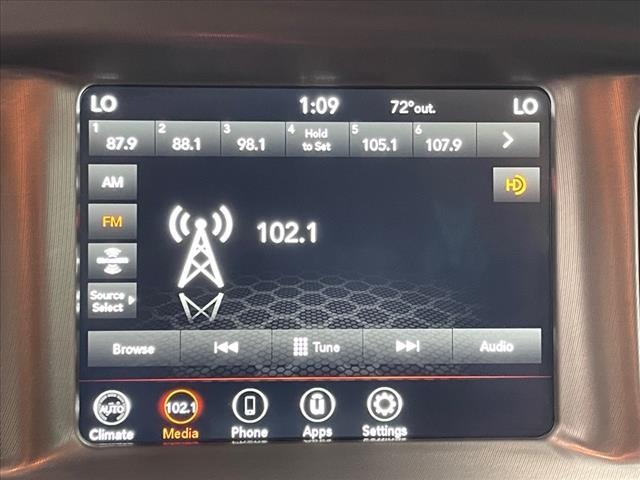 LO 1:09 72°out. LO
1 87.9 2 88.1 3 98.1 4 Hold to Set 5 105.1 6 107.9
AM
HD
FM
102.1
Source
Select
Browse Tune Audio
AUTO 102.1
Climate Media Phone Apps Settings